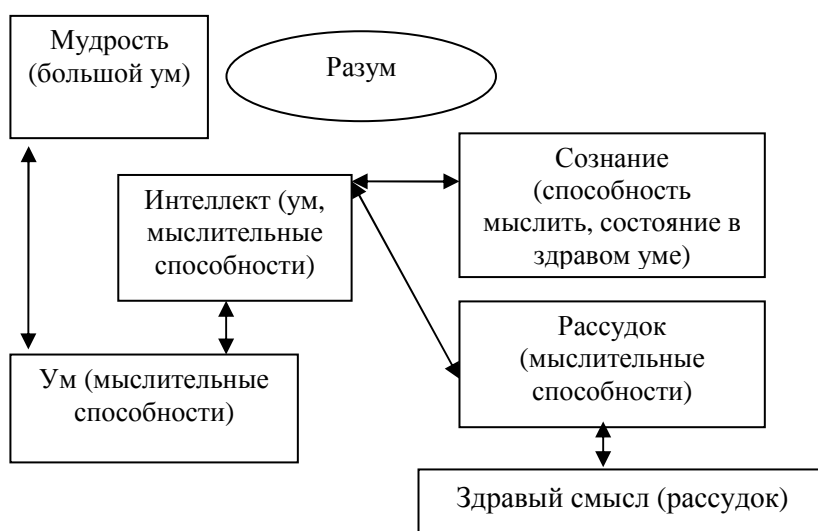 Мудрость
(большой ум)
Разум
Интеллект (ум,
мыслительные
способности)
Сознание
(способность
мыслить, состояние в
здравом уме)
Ум (мыслительные
способности)
Рассудок
(мыслительные
способности)
Здравый смысл (рассудок)